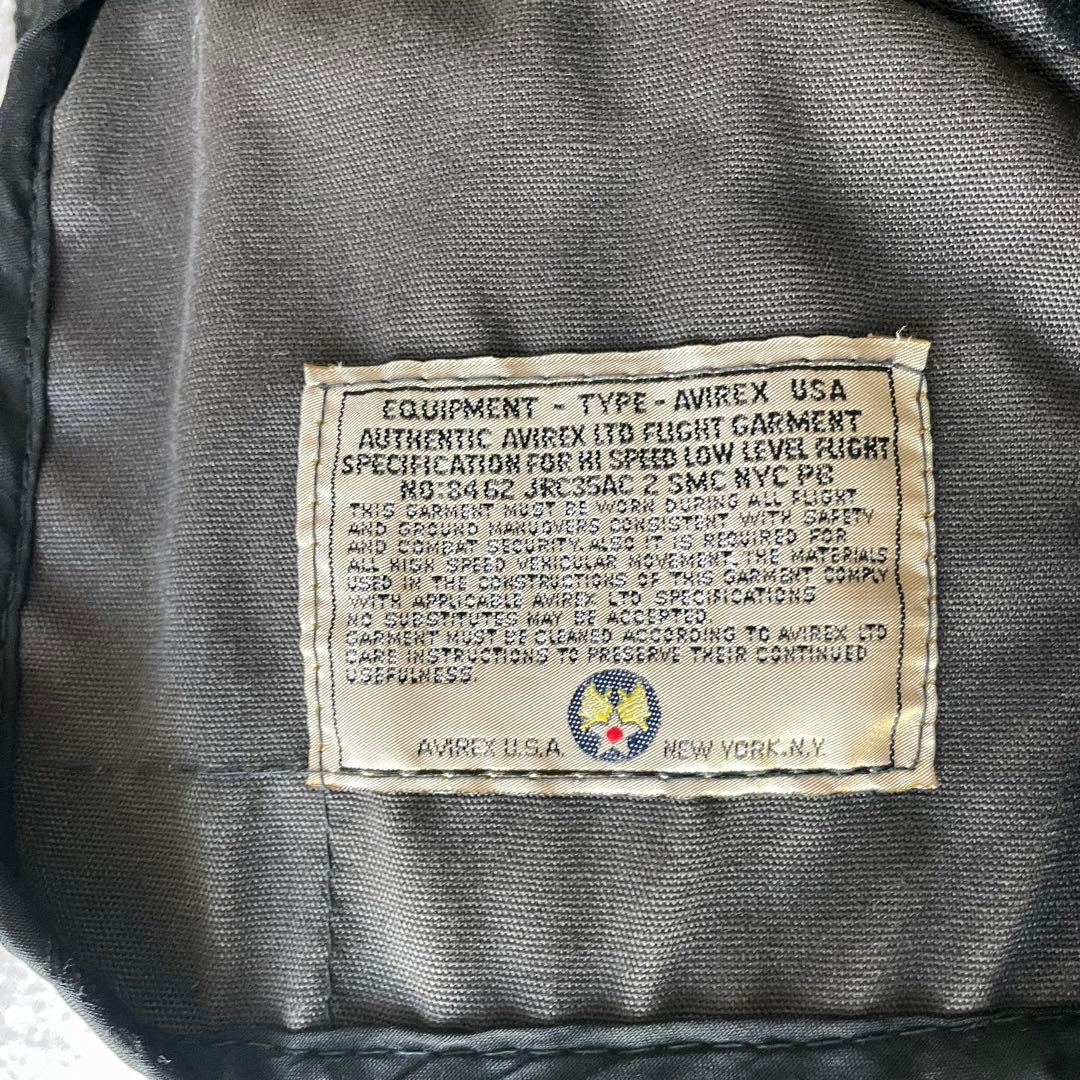 EQUIPMENT - TYPE - AVIREX USA
AUTHENTIC AVIREX LTD FLIGHT GARMENT
SPECIFICATION FOR HI SPEED LOW LEVEL FLIGHT
NO:8462 JRC35AC 2 SMC NYC PB
THIS GARMENT MUST BE WORN DURING ALL FLIGHT
AND GROUND MANUOVERS CONSISTENT WITH SAFETY
AND COMBAT SECURITY. ALSO IT IS REQUIRED FOR
ALL HIGH SPEED VEHICULAR MOVEMENT. THE MATERIALS
USED IN THE CONSTRUCTIONS OF THIS GARMENT COMPLY
WITH APPLICABLE AVIREX LTD SPECIFICATIONS
NO SUBSTITUTES MAY BE ACCEPTED.
GARMENT MUST BE CLEANED ACCORDING TO AVIREX LTD
CARE INSTRUCTIONS TO PRESERVE THEIR CONTINUED
USEFULNESS.
AVIREX U.S.A. NEW YORK.N.Y.